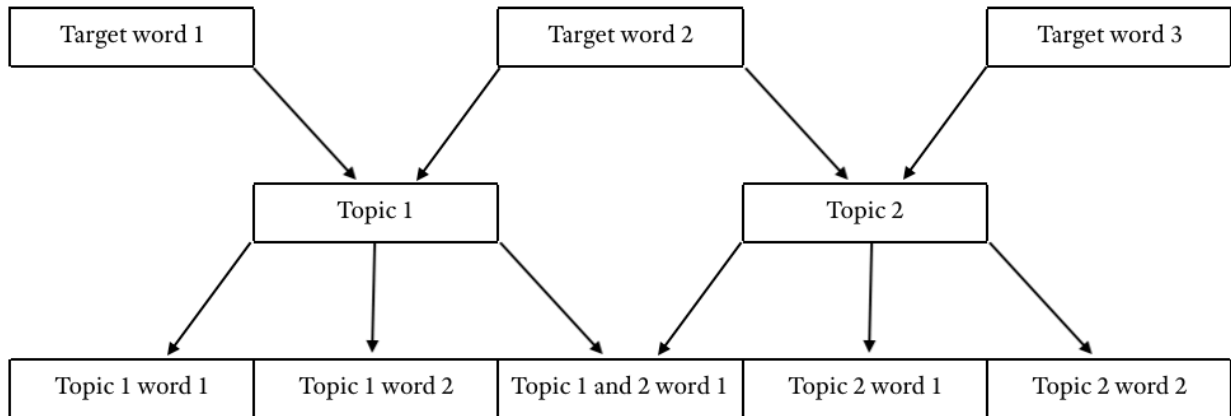 Target word 1
Target word 2
Target word 3
Topic 1
Topic 2
Topic 1 word 1
Topic 1 word 2
Topic 1 and 2 word 1
Topic 2 word 1
Topic 2 word 2